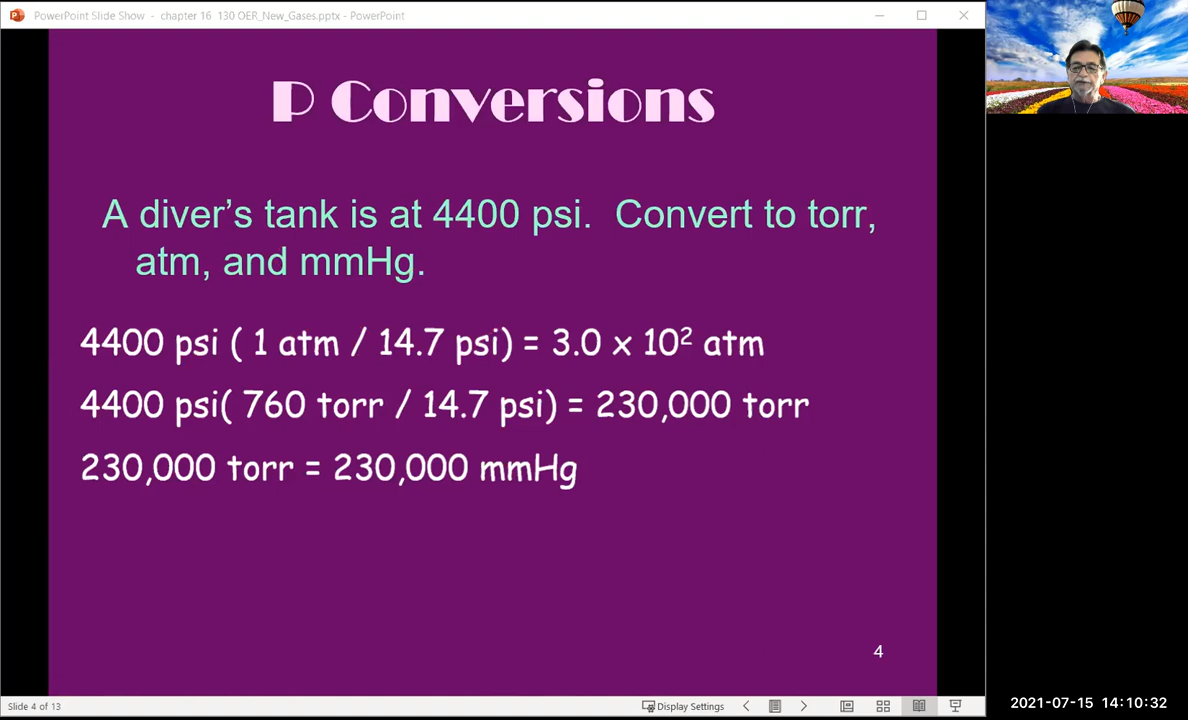 PowerPoint Slide Show - chapter 16 130 OER_New_Gases.pptx - PowerPoint
P Conversions
A diver's tank is at 4400 psi. Convert to torr,
atm, and mmHg.
4400 psi ( 1 atm / 14.7 psi) = 3.0 x 10² atm
4400 psi( 760 torr / 14.7 psi) = 230,000 torr
230,000 torr = 230,000 mmHg
4
Slide 4 of 13
Display Settings
2021-07-15 14:10:32